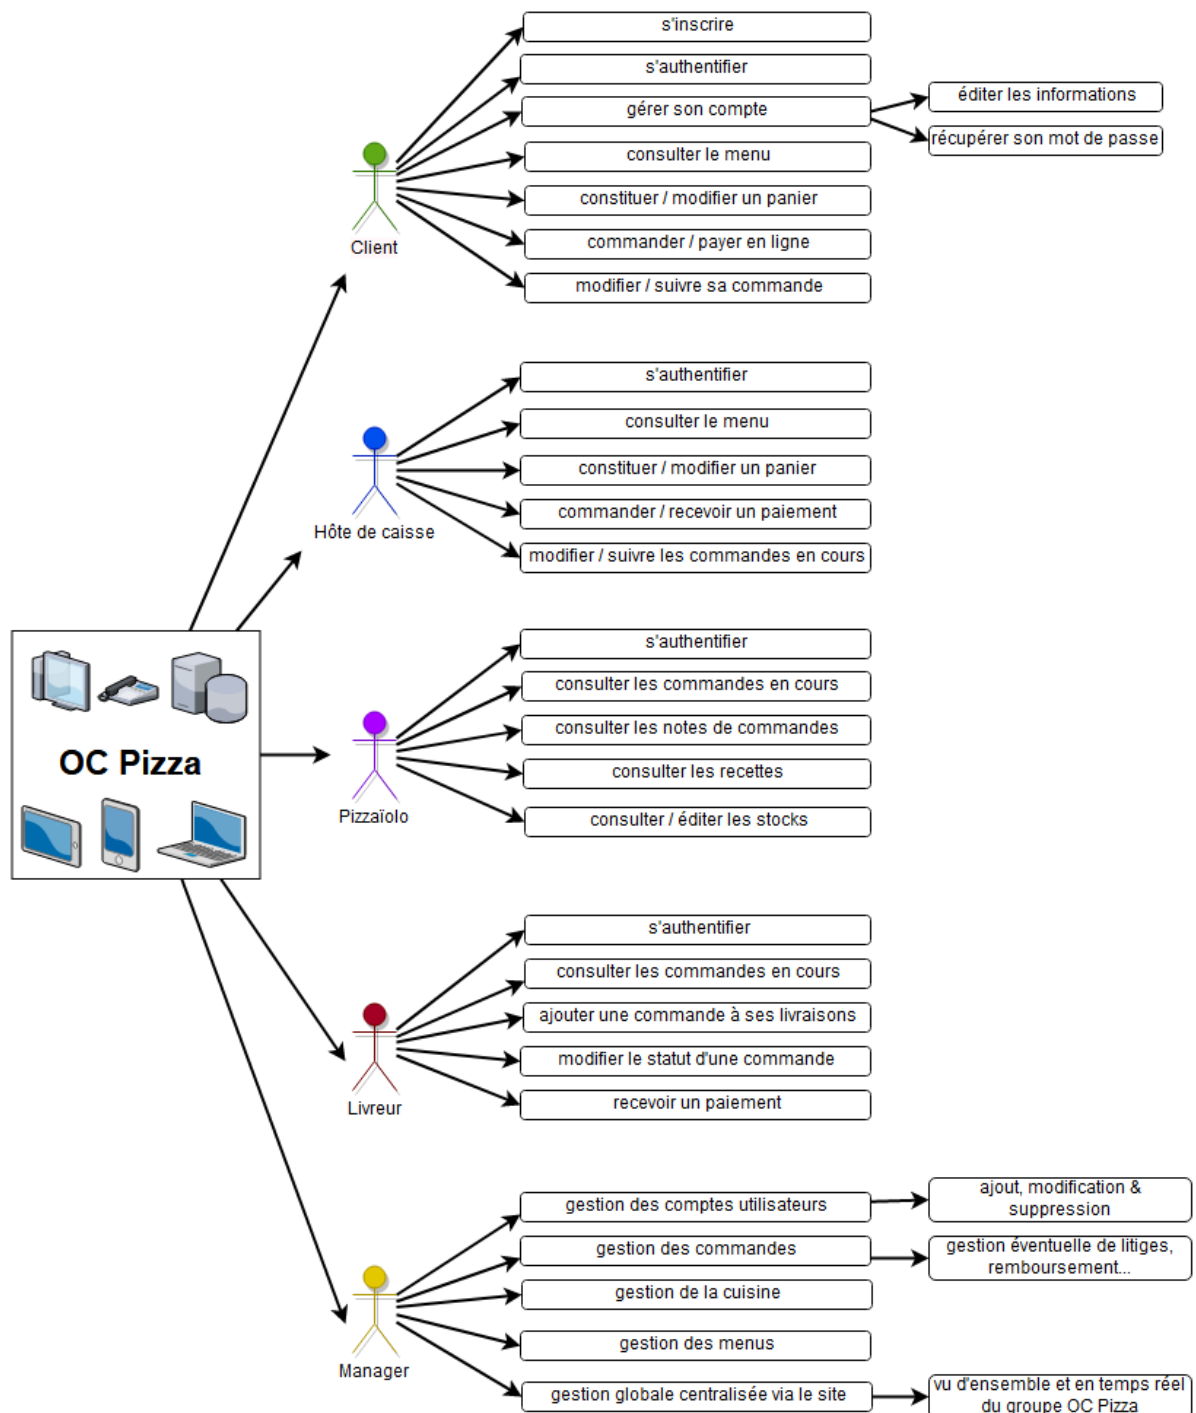 s'inscrire
s'authentifier
gérer son compte
éditer les informations
récupérer son mot de passe
consulter le menu
constituer / modifier un panier
commander / payer en ligne
modifier / suivre sa commande
Client
s'authentifier
consulter le menu
constituer / modifier un panier
commander / recevoir un paiement
modifier / suivre les commandes en cours
Hôte de caisse
OC Pizza
s'authentifier
consulter les commandes en cours
consulter les notes de commandes
consulter les recettes
consulter / éditer les stocks
Pizzaïolo
s'authentifier
consulter les commandes en cours
ajouter une commande à ses livraisons
modifier le statut d'une commande
recevoir un paiement
Livreur
gestion des comptes utilisateurs
ajout, modification &
suppression
gestion des commandes
gestion éventuelle de litiges,
remboursement...
gestion de la cuisine
gestion des menus
Manager
gestion globale centralisée via le site
vu d'ensemble et en temps réel
du groupe OC Pizza